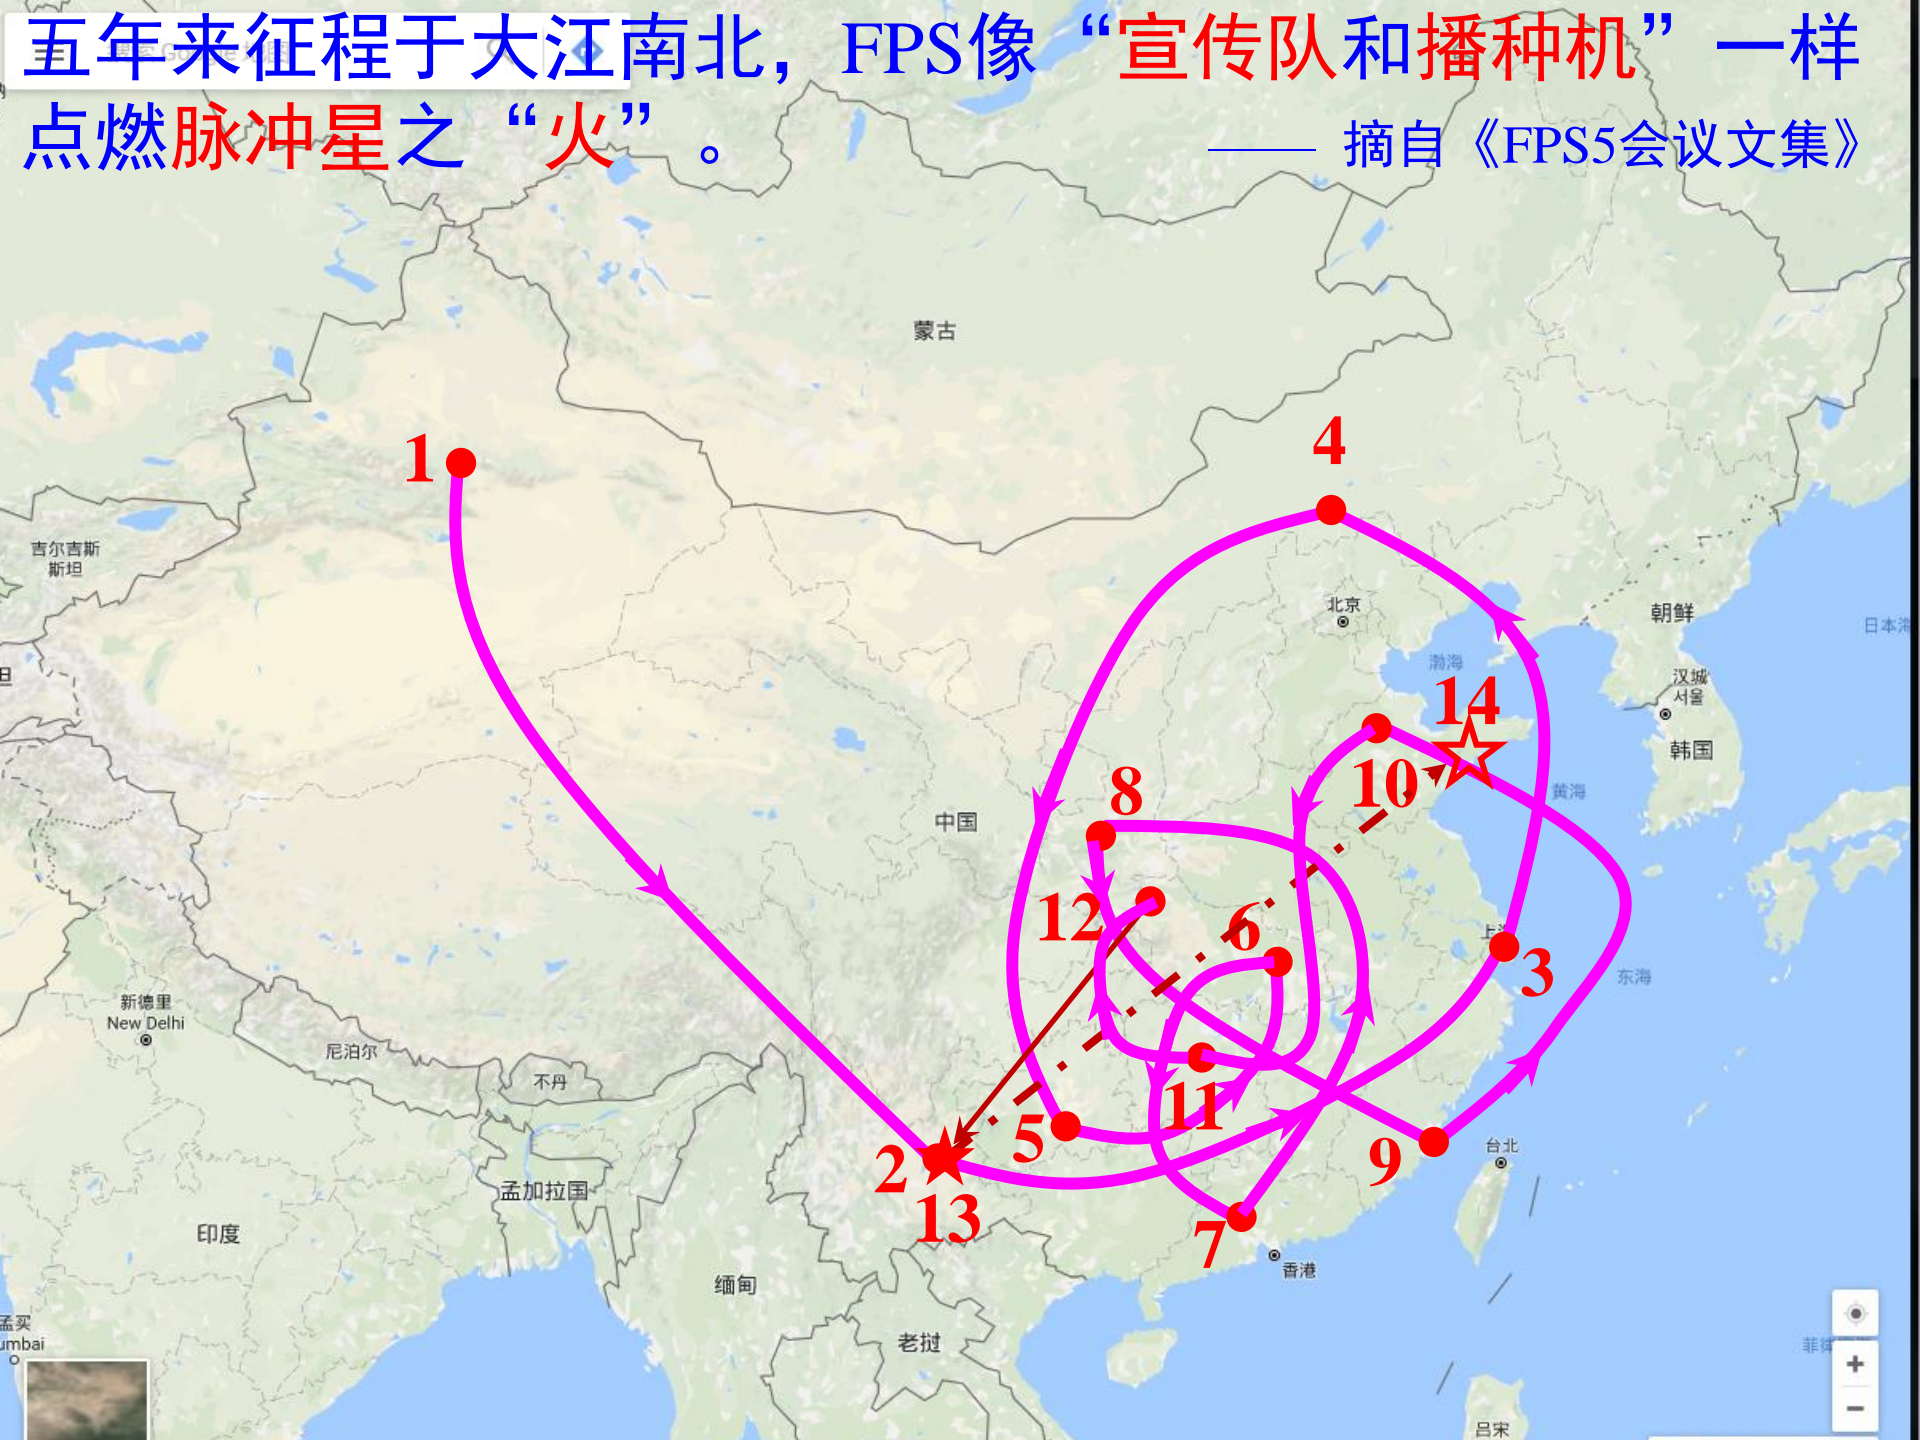 五年来征程于大江南北，FPS像“宣传队和播种机”一样
点燃脉冲星之“火”。
—— 摘自《FPS5会议文集》
蒙古
4
1
吉尔吉斯
斯坦
北京
朝鲜
日本海
渤海
汉城
서울
14
韩国
10
黄海
8
中国
12
6
上海
3
东海
新德里
New Delhi
尼泊尔
不丹
11
5
9
台北
2
13
孟加拉国
印度
7
香港
缅甸
孟买
umbai
老挝
吕宋